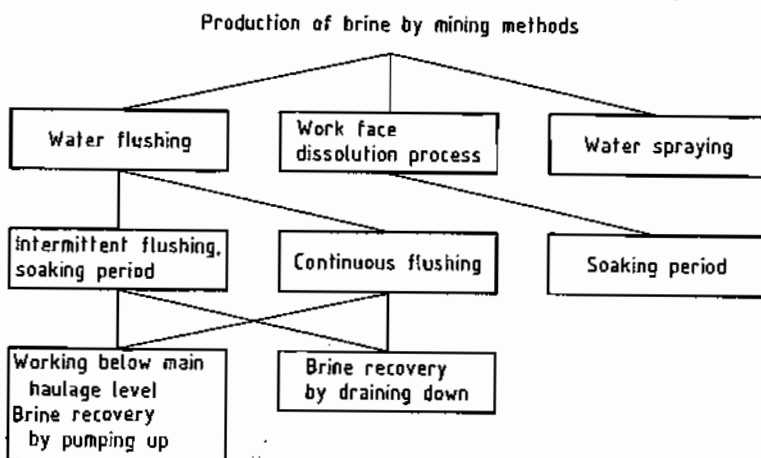 Production of brine by mining methods
Water flushing
Work face
dissolution process
Water spraying
Intermittent flushing,
soaking period
Continuous flushing
Soaking period
Working below main
haulage level
Brine recovery
by pumping up
Brine recovery
by draining down